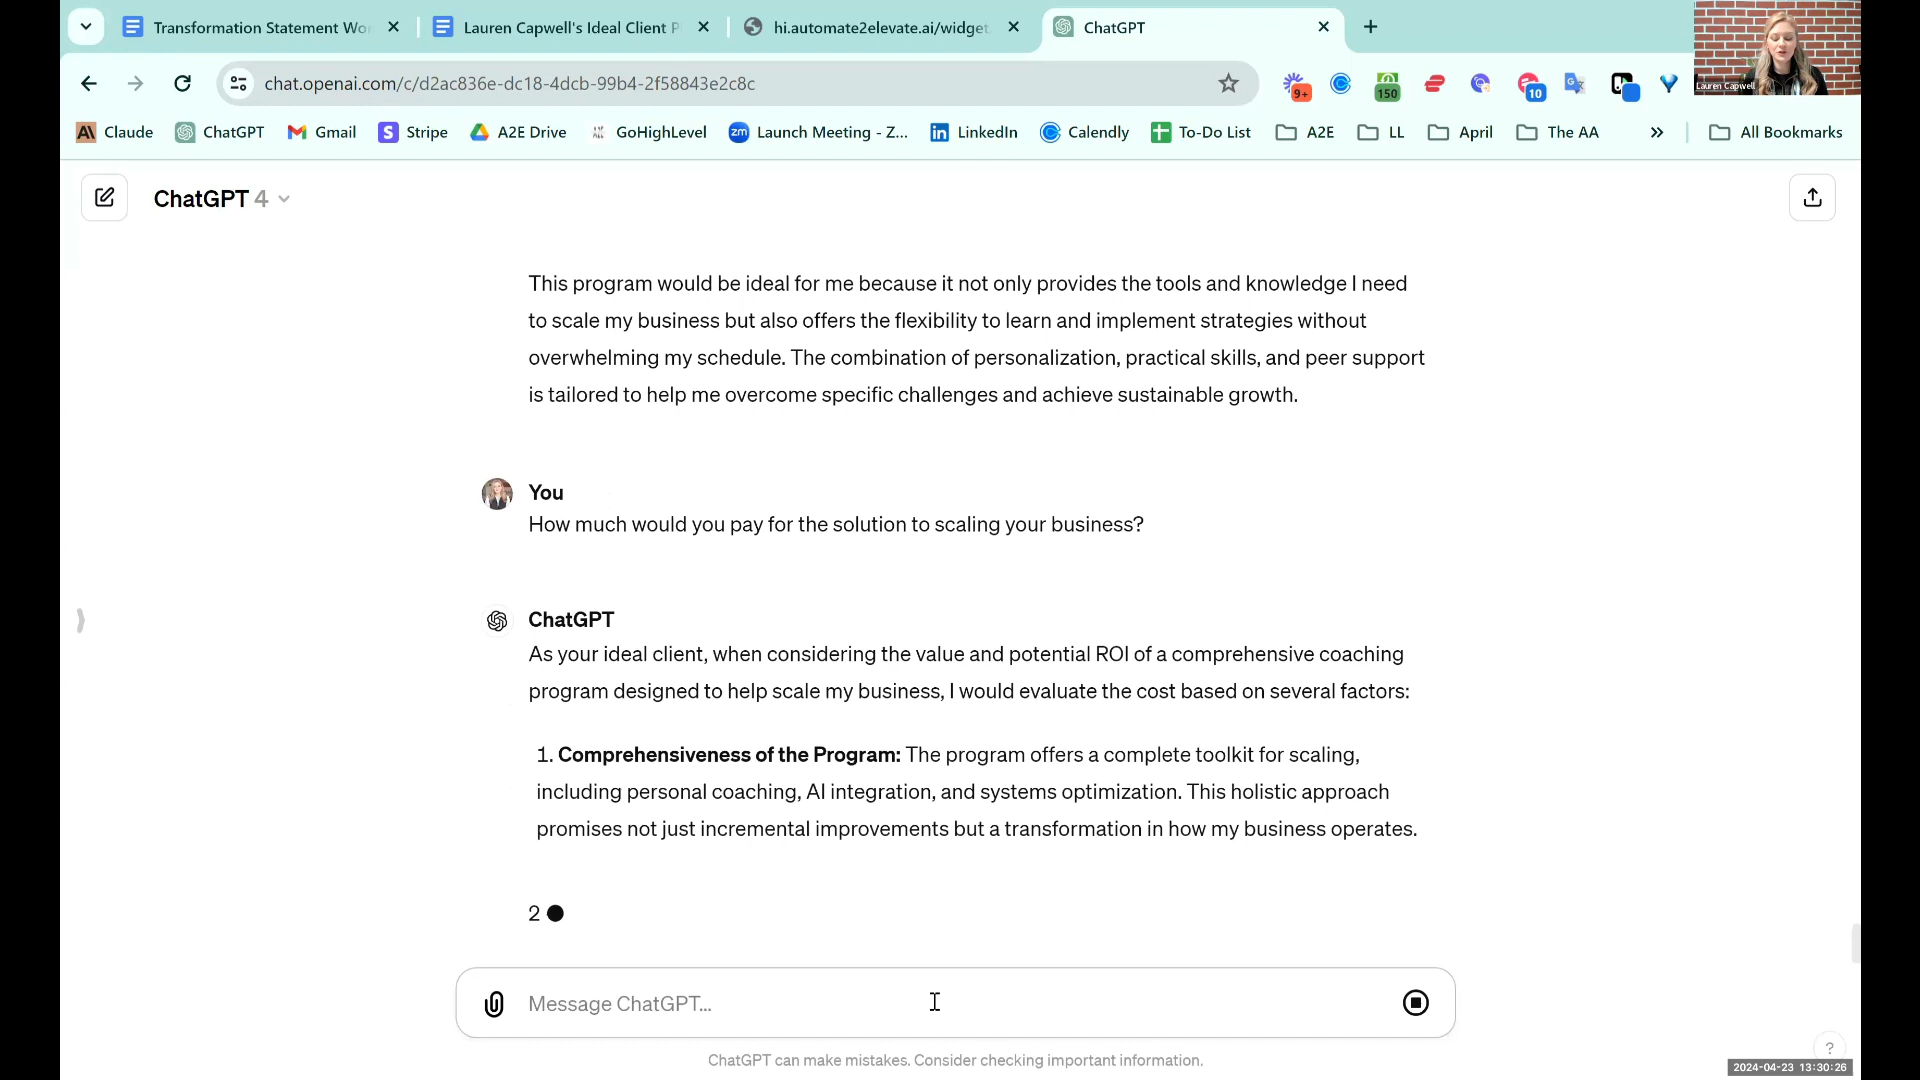 Transformation Statement Wo
Lauren Capwell's Ideal Client P
hi.automate2elevate.ai/widget
ChatGPT
chat.openai.com/c/d2ac836e-dc18-4dcb-99b4-2f58843e2c8c
9+
150
10
Lauren Capwell
Claude
ChatGPT
Gmail
Stripe
A2E Drive
GoHighLevel
Launch Meeting - Z...
LinkedIn
Calendly
To-Do List
A2E
LL
April
The AA
All Bookmarks
ChatGPT 4
This program would be ideal for me because it not only provides the tools and knowledge I need
to scale my business but also offers the flexibility to learn and implement strategies without
overwhelming my schedule. The combination of personalization, practical skills, and peer support
is tailored to help me overcome specific challenges and achieve sustainable growth.
You
How much would you pay for the solution to scaling your business?
ChatGPT
As your ideal client, when considering the value and potential ROI of a comprehensive coaching
program designed to help scale my business, I would evaluate the cost based on several factors:
1. Comprehensiveness of the Program: The program offers a complete toolkit for scaling,
including personal coaching, AI integration, and systems optimization. This holistic approach
promises not just incremental improvements but a transformation in how my business operates.
2
Message ChatGPT...
ChatGPT can make mistakes. Consider checking important information.
?
2024-04-23 13:30:26